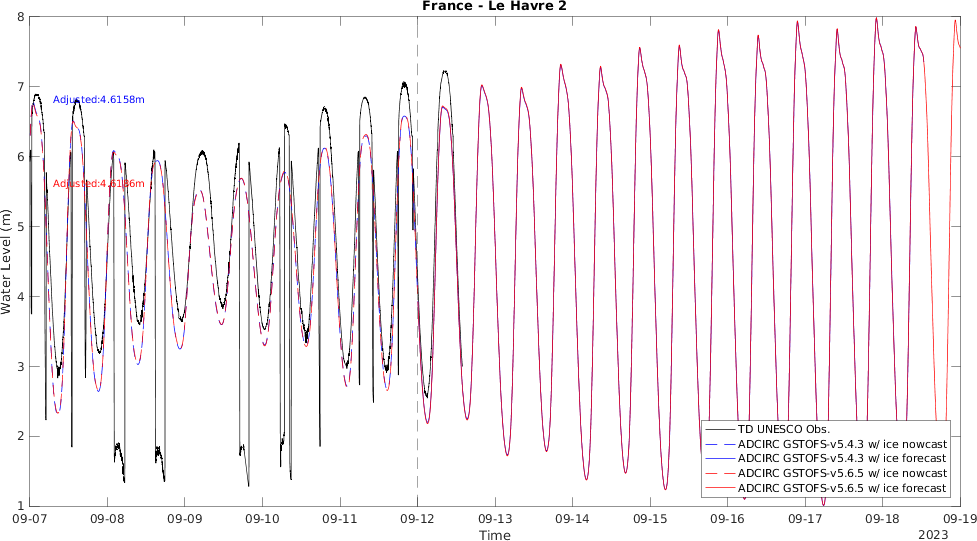 France - Le Havre 2
8
7
6
5
4
3
2
1
Water Level (m)
Adjusted:4.6158m
Adjusted:4.6186m
TD UNESCO Obs.
ADCIRC GSTOFS-v5.4.3 w/ ice nowcast
ADCIRC GSTOFS-v5.4.3 w/ ice forecast
ADCIRC GSTOFS-v5.6.5 w/ ice nowcast
ADCIRC GSTOFS-v5.6.5 w/ ice forecast
09-07 09-08 09-09 09-10 09-11 09-12 09-13 09-14 09-15 09-16 09-17 09-18 09-19
Time 2023